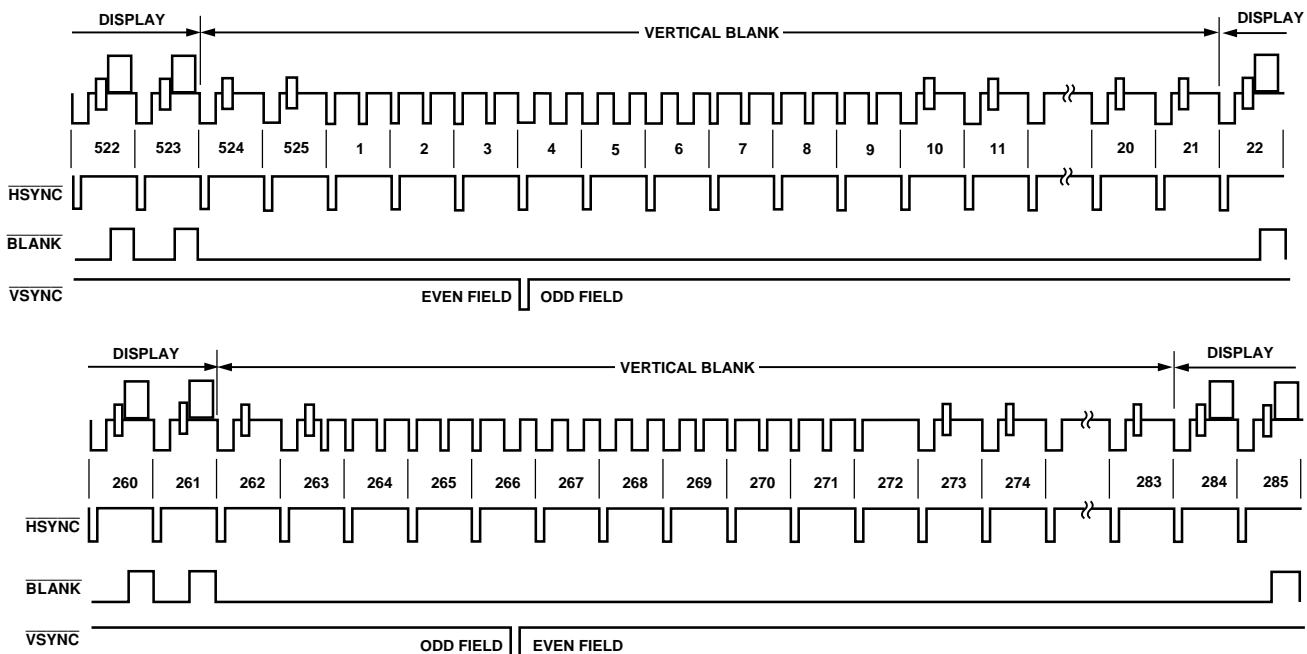 DISPLAY VERTICAL BLANK DISPLAY
522 523 524 525 1 2 3 4 5 6 7 8 9 10 11 20 21 22
HSYNC
BLANK
VSYNC EVEN FIELD ODD FIELD
DISPLAY VERTICAL BLANK DISPLAY
260 261 262 263 264 265 266 267 268 269 270 271 272 273 274 283 284 285
HSYNC
BLANK
VSYNC ODD FIELD EVEN FIELD